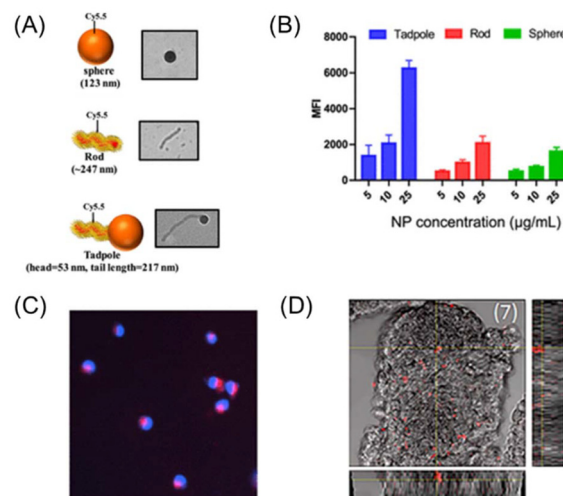 (A)
Cy5.5
sphere
(123 nm)
Cy5.5
Rod
(~247 nm)
Cy5.5
Tadpole
(head=53 nm, tail length=217 nm)
(B)
Tadpole Rod Sphere
8000
6000
4000
2000
0
MFI
5 10 25 5 10 25 5 10 25
NP concentration (µg/mL)
(C)
(D)
(7)